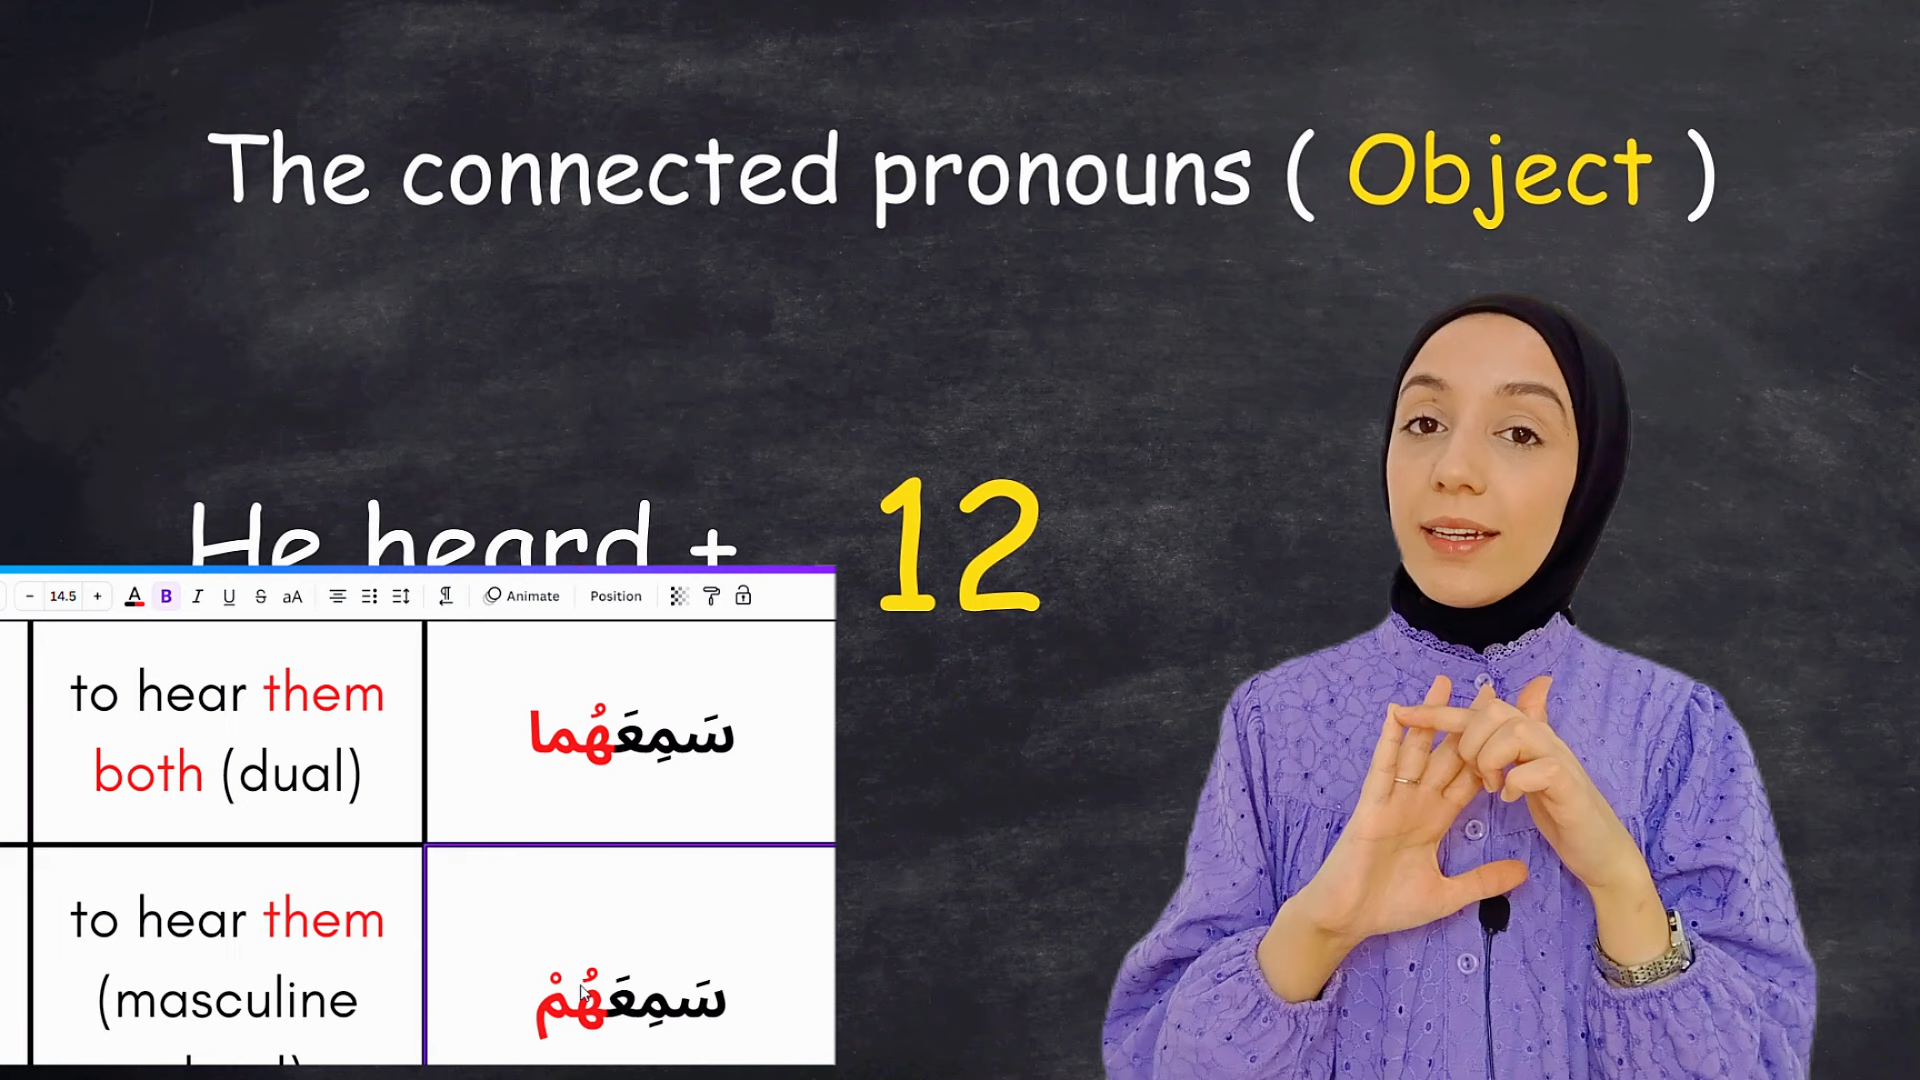 The connected pronouns ( Object )
He heard + 12
14.5 + A B I U S aA Animate Position
to hear them
both (dual)
سَمِعَهُما
to hear them
(masculine
سَمِعَهُمْ